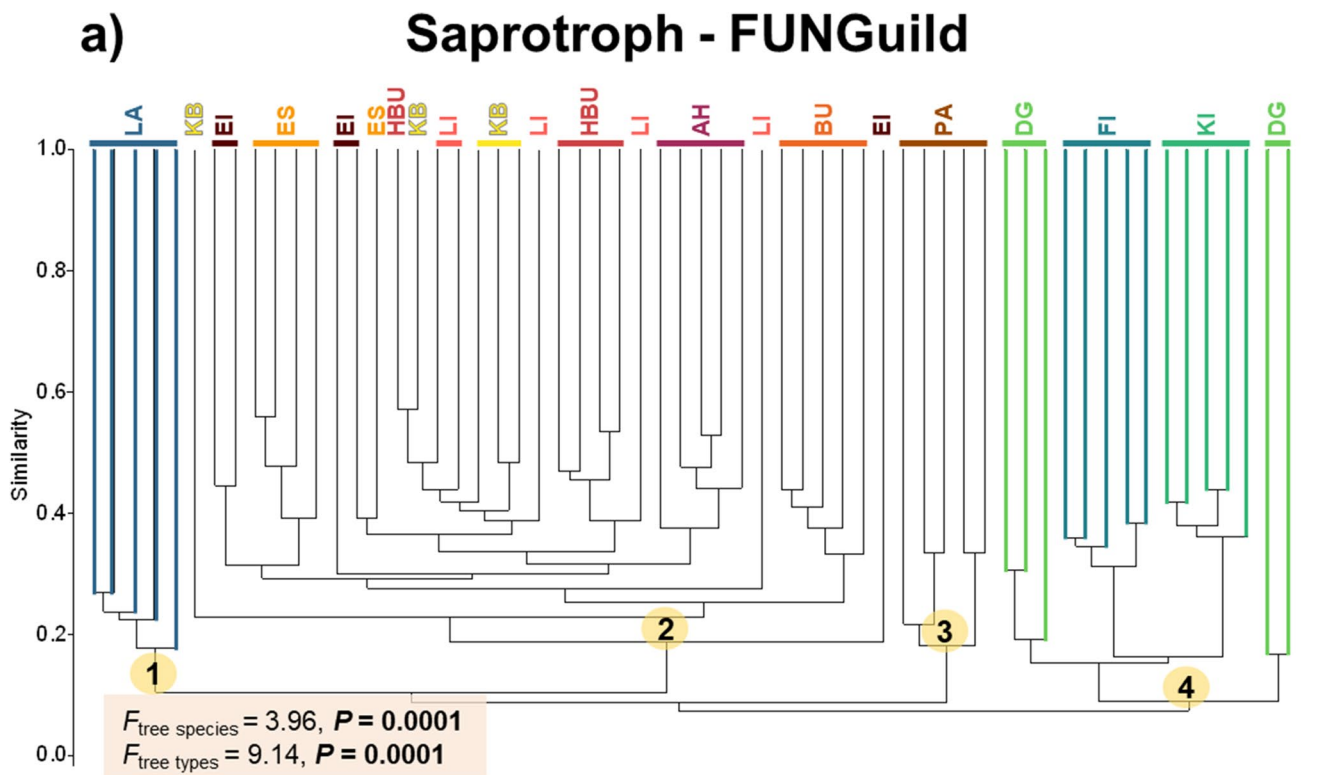 a) Saprotroph - FUNGuild
LA KB EI ES EI ES HBU KB LI KB LI HBU LI AH LI BU EI PA DG FI KI DG
1.0
0.8
0.6
0.4
0.2
0.0
Similarity
1
2
3
4
Ftree species = 3.96, P = 0.0001
Ftree types = 9.14, P = 0.0001